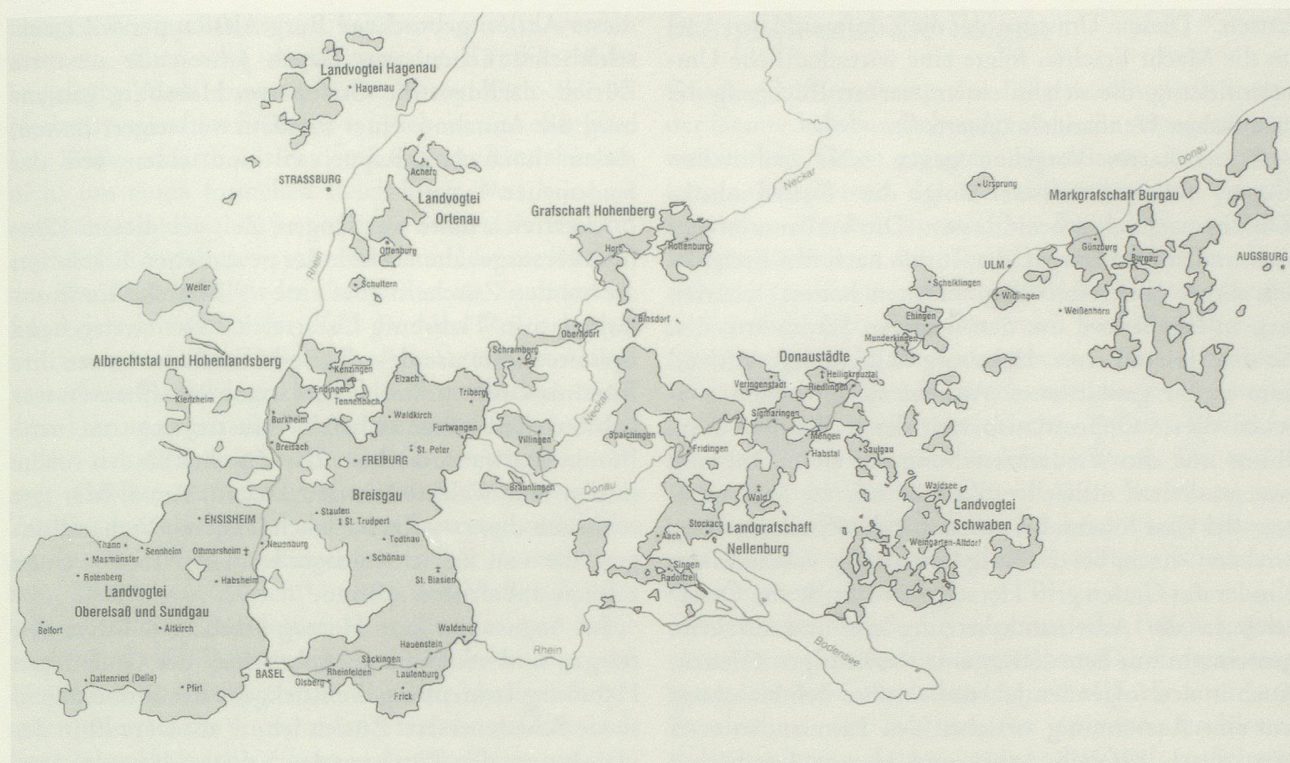 Landvogtei Hagenau
Hagenau
STRASSBURG
Achern
Landvogtei
Ortenau
Offenburg
Rhein
Schuttern
Weiler
Albrechtstal und Hohenlandsberg
Kientzheim
Kenzingen
Endingen
Tennenbach
Burkheim
Breisach
Elzach
Triberg
Waldkirch
Furtwangen
St. Peter
FREIBURG
Breisgau
Staufen
St. Trudpert
Todtnau
Schönau
St. Blasien
Neuenburg
ENSISHEIM
Thann
Sennheim
Othmarsheim
Masmünster
Rotenberg
Habsheim
Landvogtei
Oberelsaß und Sundgau
Belfort
Altkirch
Dattenried (Delle)
Pfirt
BASEL
Waldshut
Hauenstein
Säckingen
Rheinfelden
Laufenburg
Olsberg
Frick
Rhein
Grafschaft Hohenberg
Horb
Rottenburg
Neckar
Binsdorf
Oberndorf
Schramberg
Neckar
Villingen
Bräunlingen
Donau
Spaichingen
Fridingen
Donaustädte
Veringenstadt
Heiligkreuztal
Riedlingen
Sigmaringen
Mengen
Habstal
Saulgau
Wald
Stockach
Aach
Landgrafschaft
Nellenburg
Singen
Radolfzell
Bodensee
Waldsee
Landvogtei
Schwaben
Weingarten-Altdorf
Ursprung
Markgrafschaft Burgau
Donau
Günzburg
Burgau
AUGSBURG
ULM
Schelklingen
Wiblingen
Weißenhorn
Ehingen
Munderkingen